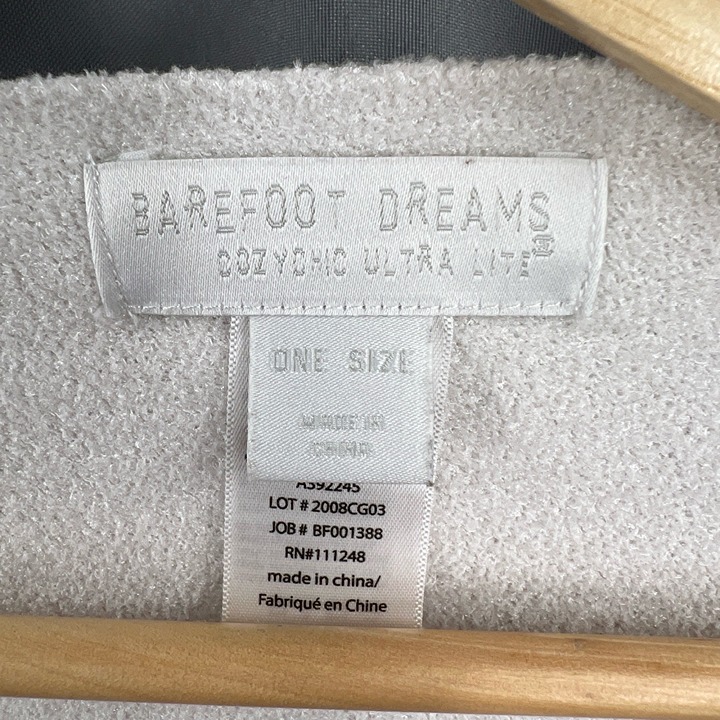 BAREFOOT DREAMS
COZYCHIC ULTRA LITE®
ONE SIZE
MADE IN
CHINA
A392245
LOT # 2008CG03
JOB # BF001388
RN#111248
made in china/
Fabriqué en Chine